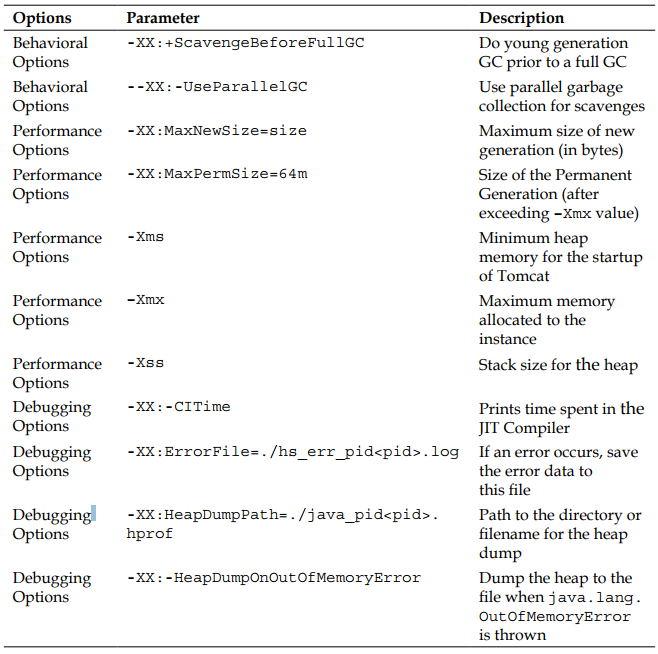 Options Parameter Description
Behavioral -XX:+ScavengeBeforeFullGC Do young generation
Options GC prior to a full GC
Behavioral --XX:-UseParallelGC Use parallel garbage
Options collection for scavenges
Performance -XX:MaxNewSize=size Maximum size of new
Options generation (in bytes)
Performance -XX:MaxPermSize=64m Size of the Permanent
Options Generation (after
exceeding –Xmx value)
Performance -Xms Minimum heap
Options memory for the startup
of Tomcat
Performance –Xmx Maximum memory
Options allocated to the
instance
Performance -Xss Stack size for the heap
Options
Debugging -XX:-CITime Prints time spent in the
Options JIT Compiler
Debugging -XX:ErrorFile=./hs_err_pid<pid>.log If an error occurs, save
Options the error data to
this file
Debugging -XX:HeapDumpPath=./java_pid<pid>. Path to the directory or
Options hprof filename for the heap
dump
Debugging -XX:-HeapDumpOnOutOfMemoryError Dump the heap to the
Options file when java.lang.
OutOfMemoryError
is thrown